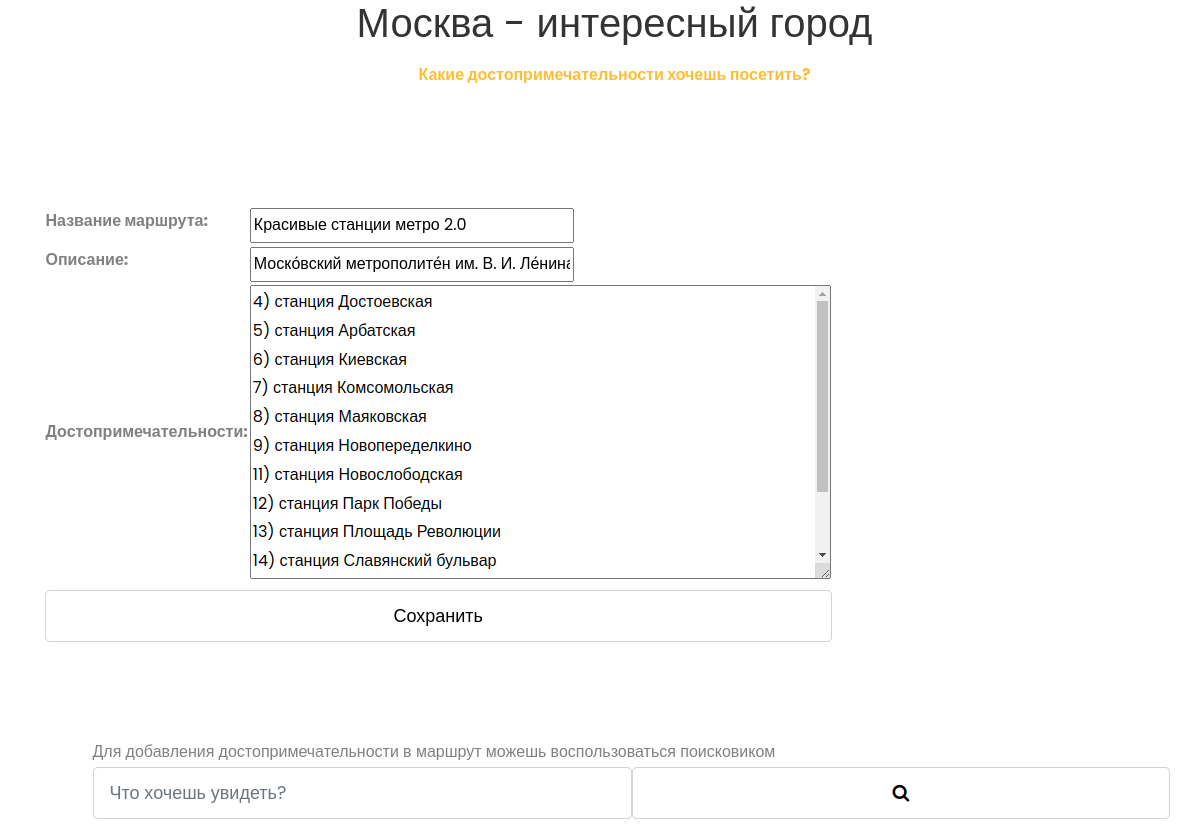 Москва - интересный город
Какие достопримечательности хочешь посетить?
Название маршрута:
Красивые станции метро 2.0
Описание:
Моско́вский метрополите́н им. В. И. Ле́нина
Достопримечательности:
4) станция Достоевская
5) станция Арбатская
6) станция Киевская
7) станция Комсомольская
8) станция Маяковская
9) станция Новопеределкино
11) станция Новослободская
12) станция Парк Победы
13) станция Площадь Революции
14) станция Славянский бульвар
Сохранить
Для добавления достопримечательности в маршрут можешь воспользоваться поисковиком
Что хочешь увидеть?